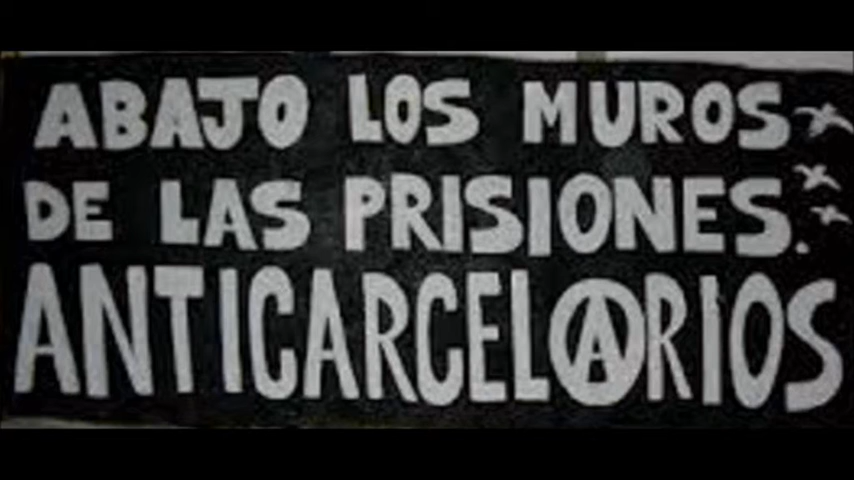 ABAJO LOS MUROS
DE LAS PRISIONES.
ANTICARCELⒶRIOS